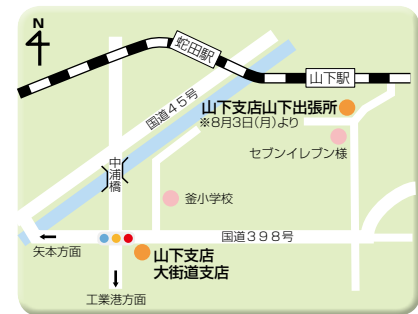 N
蛇田駅
山下駅
国道45号
山下支店山下出張所
※8月3日(月)より
セブンイレブン様
中浦橋
釜小学校
国道398号
矢本方面
山下支店
大街道支店
工業港方面